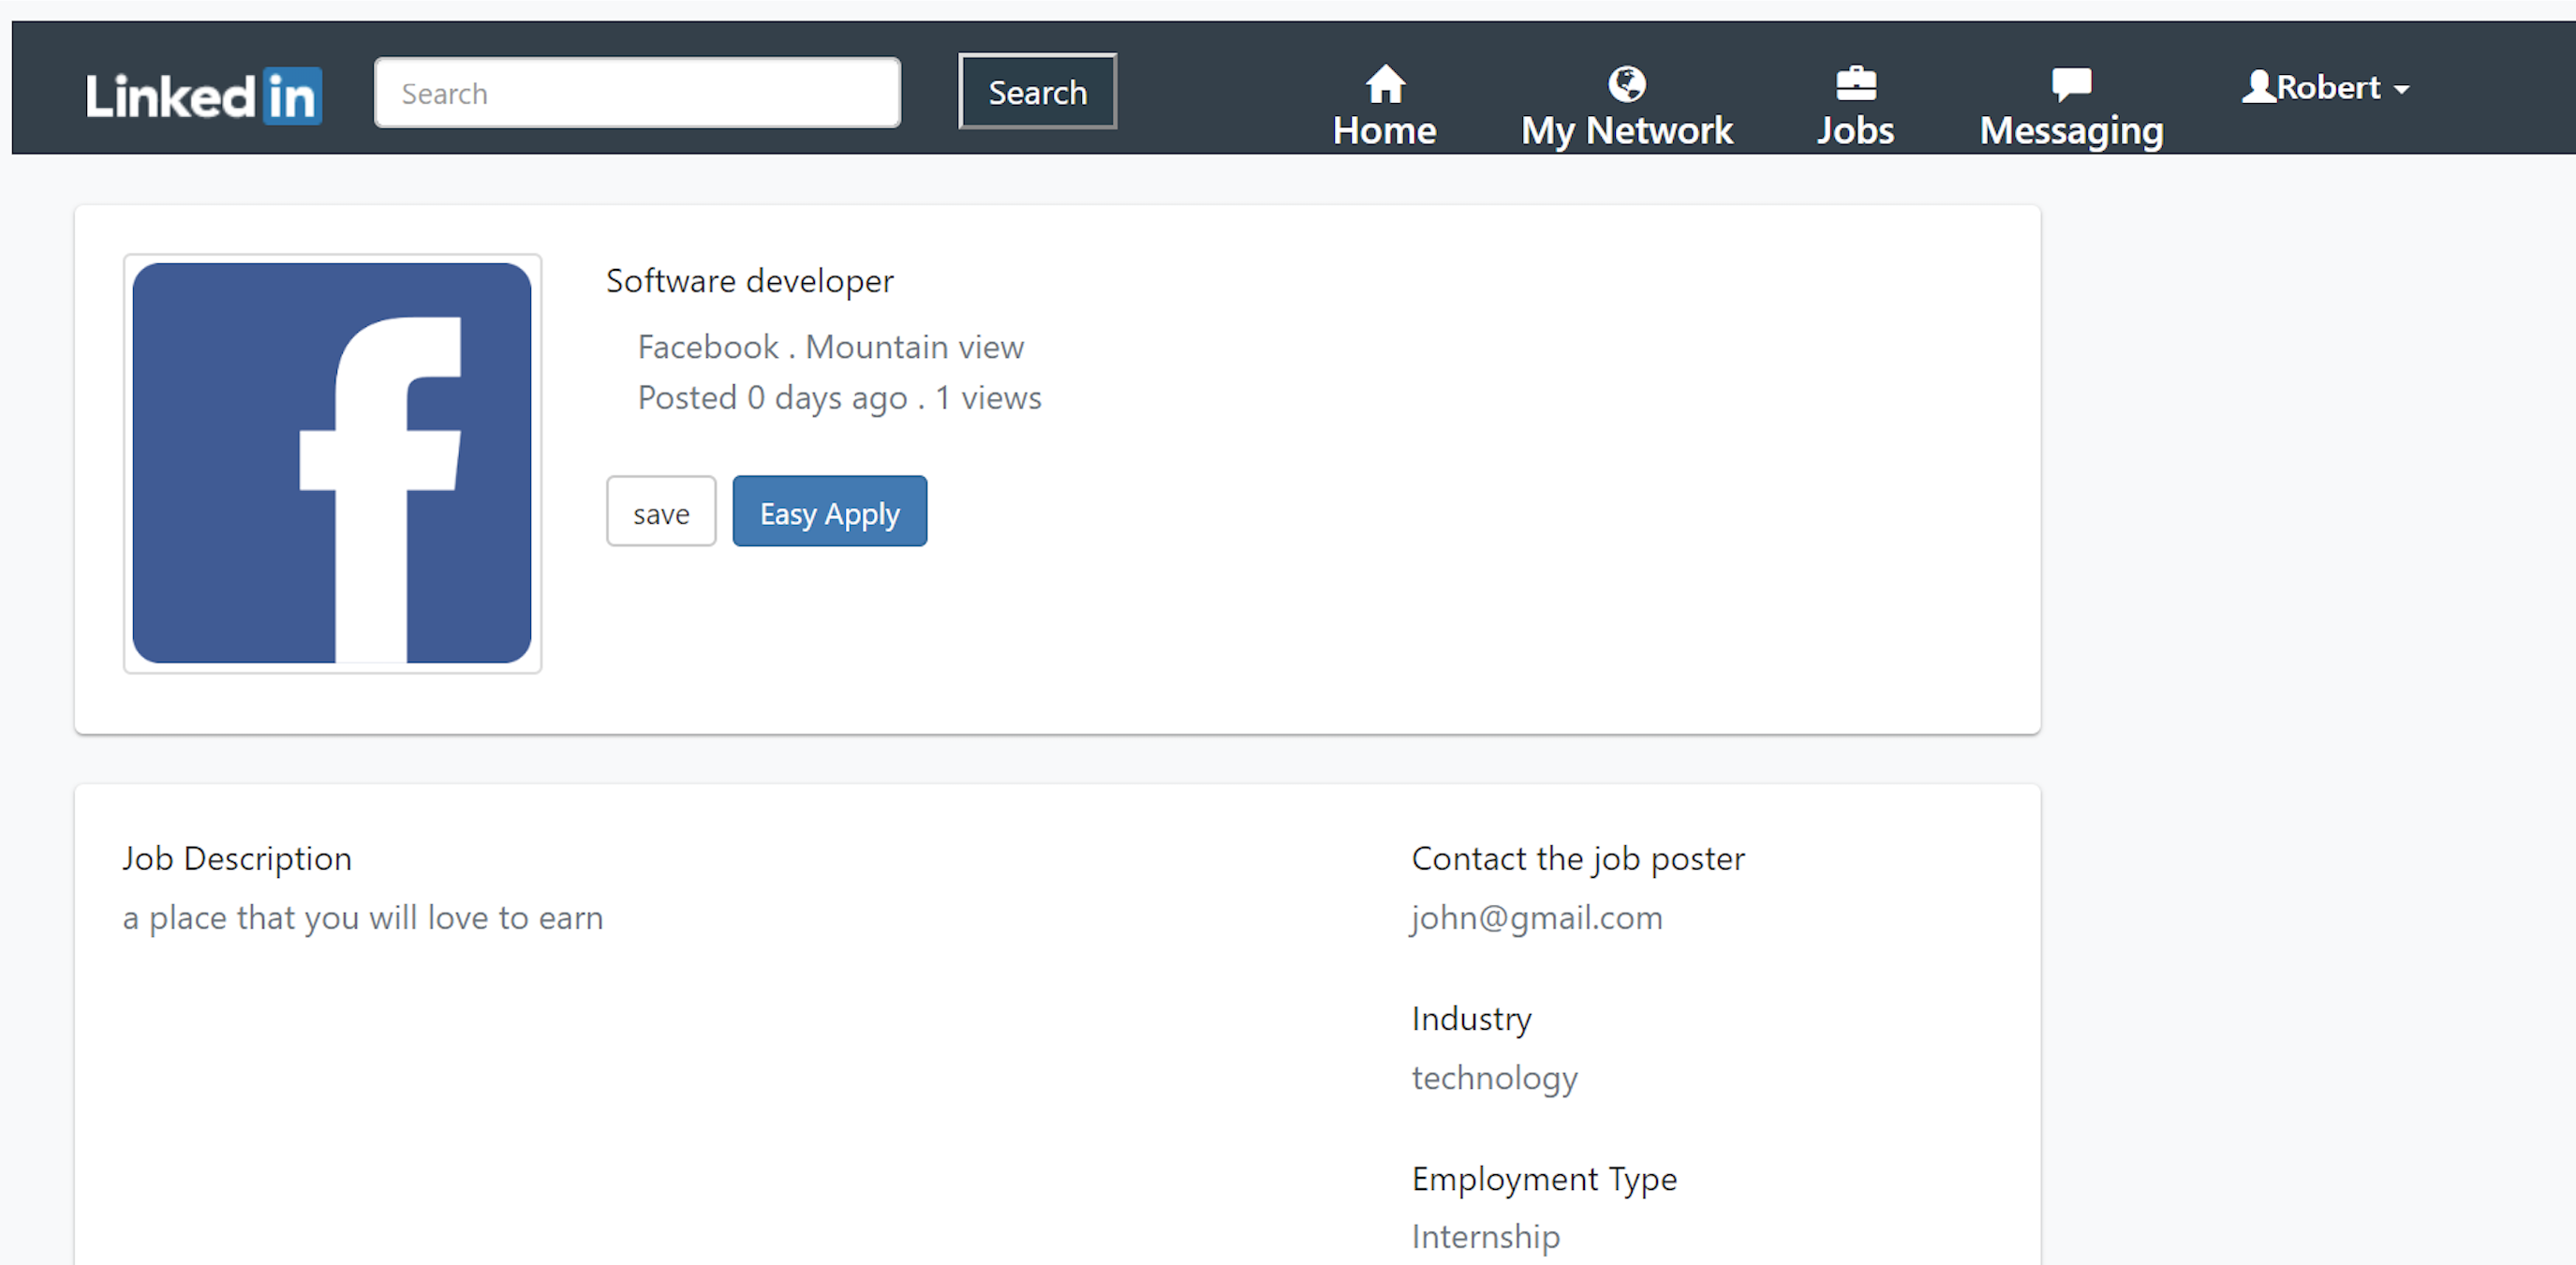 Linked in
Search
Search
Home
My Network
Jobs
Messaging
Robert
f
Software developer
Facebook . Mountain view
Posted 0 days ago . 1 views
save
Easy Apply
Job Description
a place that you will love to earn
Contact the job poster
john@gmail.com
Industry
technology
Employment Type
Internship